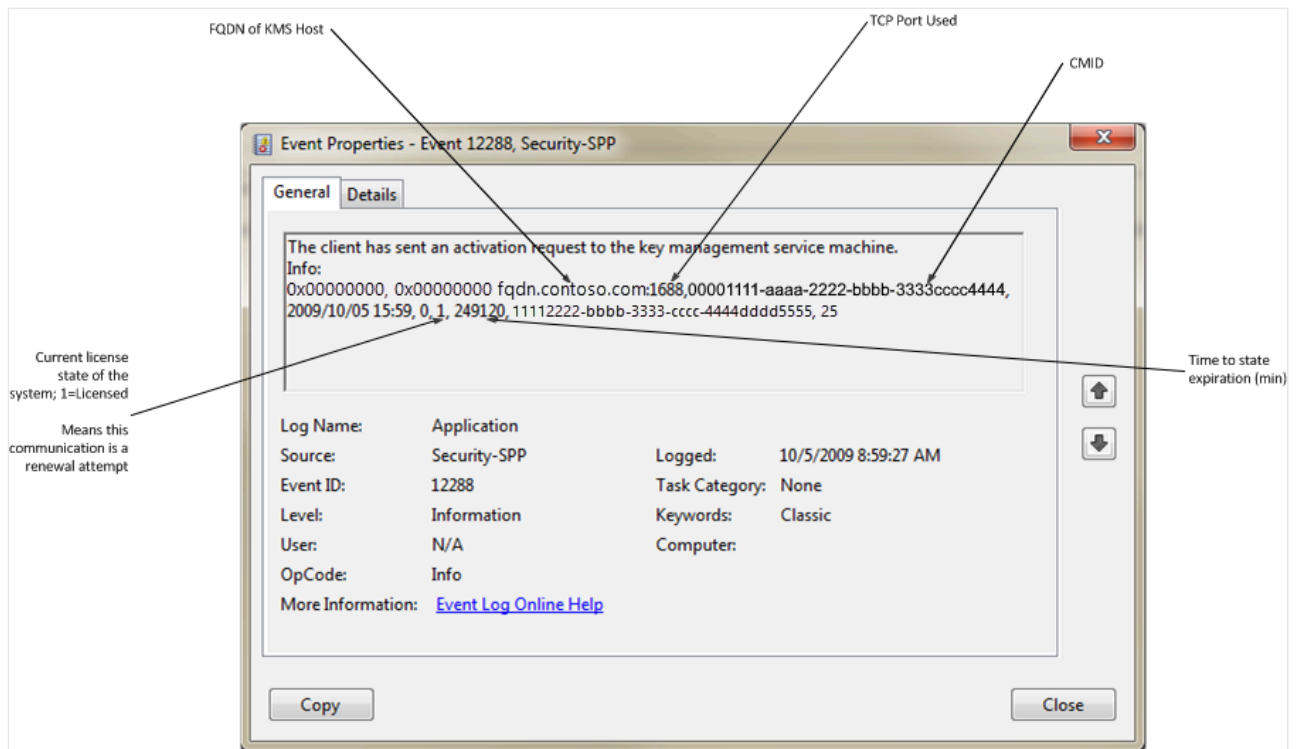 FQDN of KMS Host
TCP Port Used
CMID
Event Properties - Event 12288, Security-SPP
General
Details
The client has sent an activation request to the key management service machine.
Info:
0x00000000, 0x00000000 fqdn.contoso.com:1688,00001111-aaaa-2222-bbbb-3333cccc4444,
2009/10/05 15:59, 0, 1, 249120, 11112222-bbbb-3333-cccc-4444dddd5555, 25
Current license
state of the
system; 1=Licensed
Means this
communication is a
renewal attempt
Time to state
expiration (min)
Log Name: Application
Source: Security-SPP Logged: 10/5/2009 8:59:27 AM
Event ID: 12288 Task Category: None
Level: Information Keywords: Classic
User: N/A Computer:
OpCode: Info
More Information: Event Log Online Help
Copy
Close